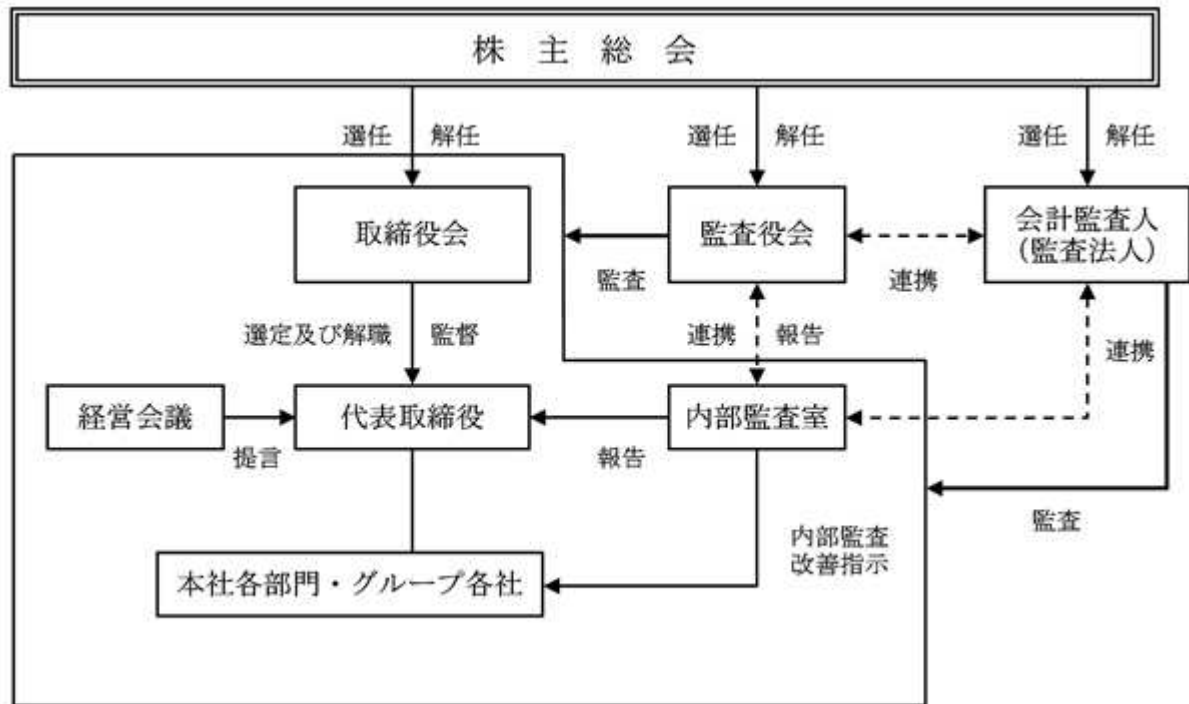 株主総会
選任 解任
選任 解任
選任 解任
取締役会
監査役会
会計監査人
（監査法人）
監査
連携
選定及び解職 監督
連携 報告
連携
経営会議
代表取締役
内部監査室
提言
報告
監査
内部監査
改善指示
本社各部門・グループ各社